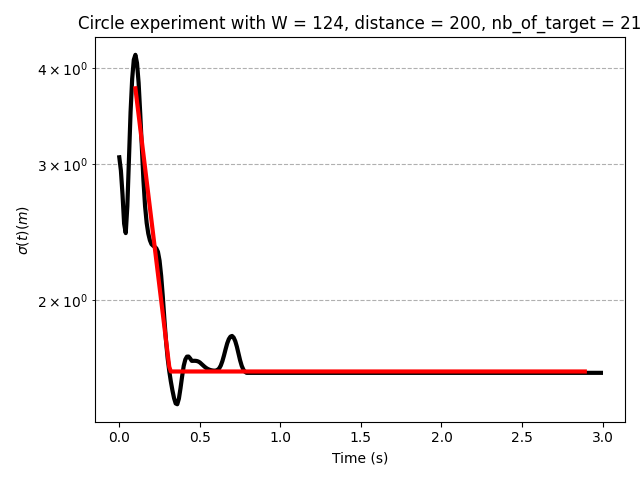 Circle experiment with W = 124, distance = 200, nb_of_target = 21
4 × 10⁰
3 × 10⁰
2 × 10⁰
σ(t)(m)
0.0 0.5 1.0 1.5 2.0 2.5 3.0
Time (s)